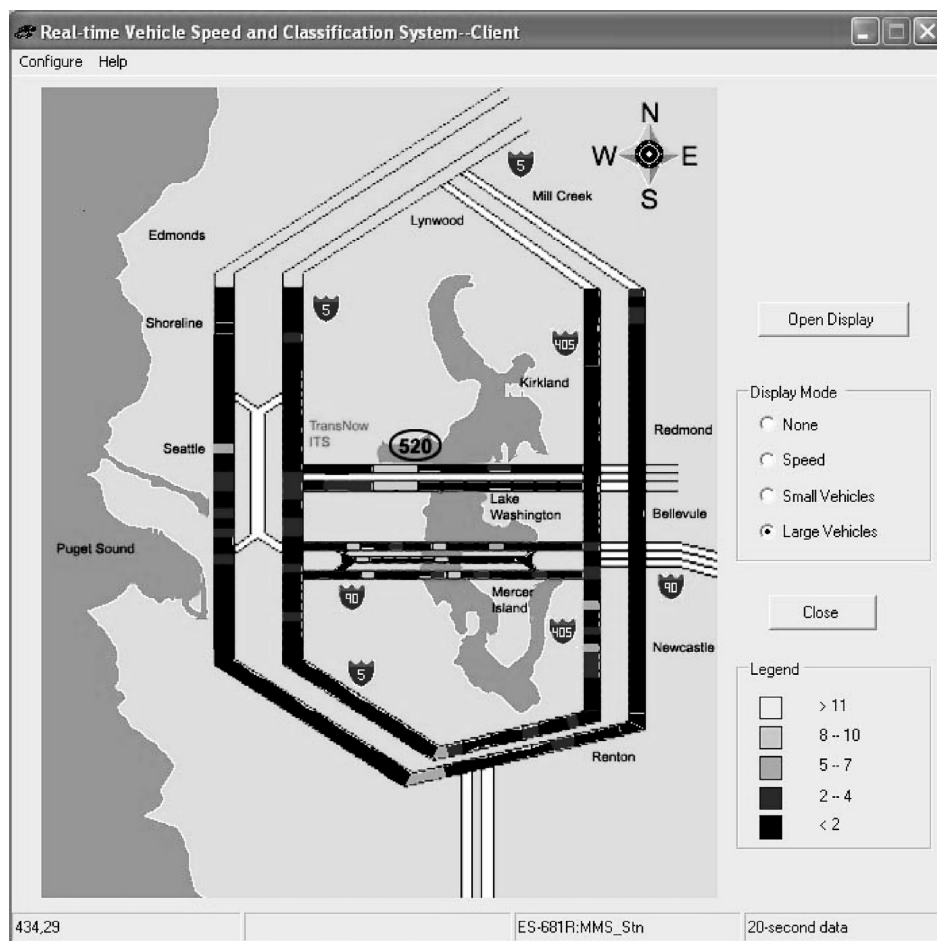 Real-time Vehicle Speed and Classification System--Client
Configure Help
N
W E
S
5
Mill Creek
Lynwood
Edmonds
5
Shoreline
405
Kirkland
TransNow
ITS
520
Redmond
Seattle
Lake
Washington
Bellevule
Puget Sound
90
Mercer
Island
90
405
Newcastle
5
Renton
Open Display
Display Mode
None
Speed
Small Vehicles
Large Vehicles
Close
Legend
> 11
8 -- 10
5 -- 7
2 -- 4
< 2
434,29
ES-681R:MMS_Stn
20-second data